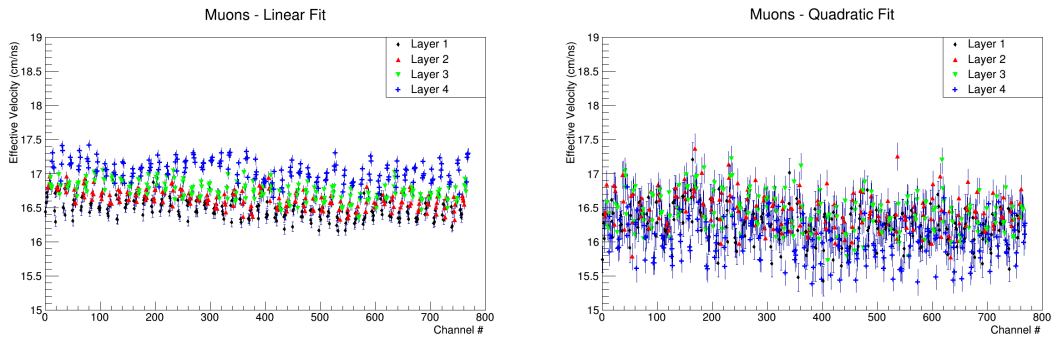 Muons - Linear Fit
Effective Velocity (cm/ns)
19
18.5
18
17.5
17
16.5
16
15.5
15
0
100
200
300
400
500
600
700
800
Channel #
Layer 1
Layer 2
Layer 3
Layer 4
Muons - Quadratic Fit
Effective Velocity (cm/ns)
19
18.5
18
17.5
17
16.5
16
15.5
15
0
100
200
300
400
500
600
700
800
Channel #
Layer 1
Layer 2
Layer 3
Layer 4